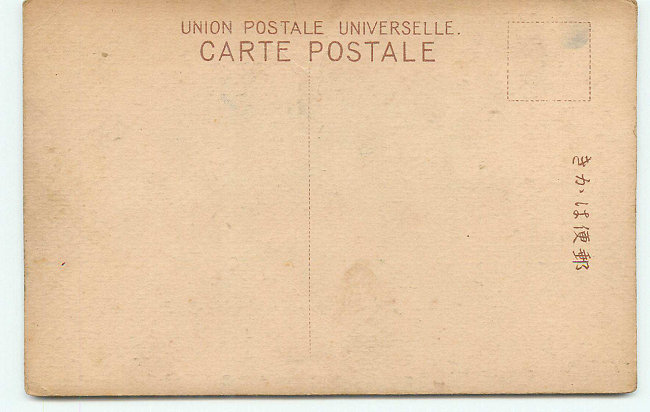 UNION POSTALE UNIVERSELLE.
CARTE POSTALE
きかは便郵